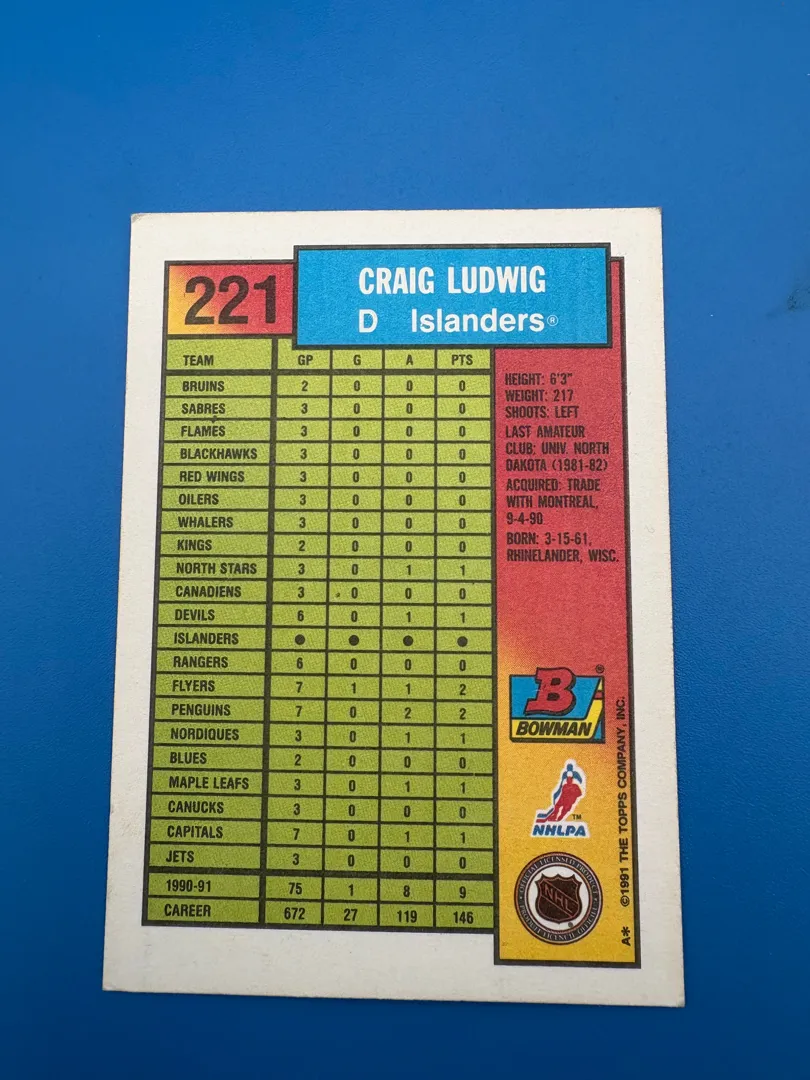 221
CRAIG LUDWIG
D Islanders®
TEAM GP G A PTS
BRUINS 2 0 0 0
SABRES 3 0 0 0
FLAMES 3 0 0 0
BLACKHAWKS 3 0 0 0
RED WINGS 3 0 0 0
OILERS 3 0 0 0
WHALERS 3 0 0 0
KINGS 2 0 0 0
NORTH STARS 3 0 1 1
CANADIENS 3 0 0 0
DEVILS 6 0 1 1
ISLANDERS ● ● ● ●
RANGERS 6 0 0 0
FLYERS 7 1 1 2
PENGUINS 7 0 2 2
NORDIQUES 3 0 1 1
BLUES 2 0 0 0
MAPLE LEAFS 3 0 1 1
CANUCKS 3 0 0 0
CAPITALS 7 0 1 1
JETS 3 0 0 0
1990-91 75 1 8 9
CAREER 672 27 119 146
HEIGHT: 6'3"
WEIGHT: 217
SHOOTS: LEFT
LAST AMATEUR
CLUB: UNIV. NORTH
DAKOTA (1981-82)
ACQUIRED: TRADE
WITH MONTREAL,
9-4-90
BORN: 3-15-61,
RHINELANDER, WISC.
B ®
BOWMAN
NHLPA ™
NHL ®
A* ©1991 THE TOPPS COMPANY, INC.